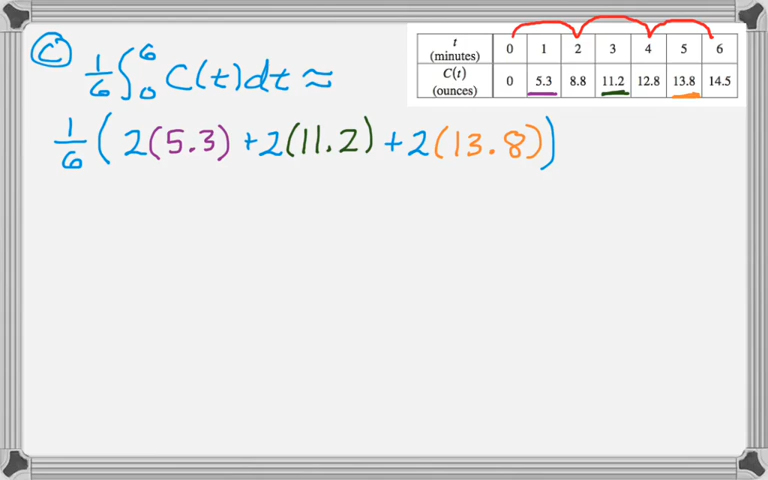 C
1/6 ∫₀⁶ C(t)dt ≈
t (minutes) 0 1 2 3 4 5 6
C(t) (ounces) 0 5.3 8.8 11.2 12.8 13.8 14.5
1/6 (2(5.3) + 2(11.2) + 2(13.8))